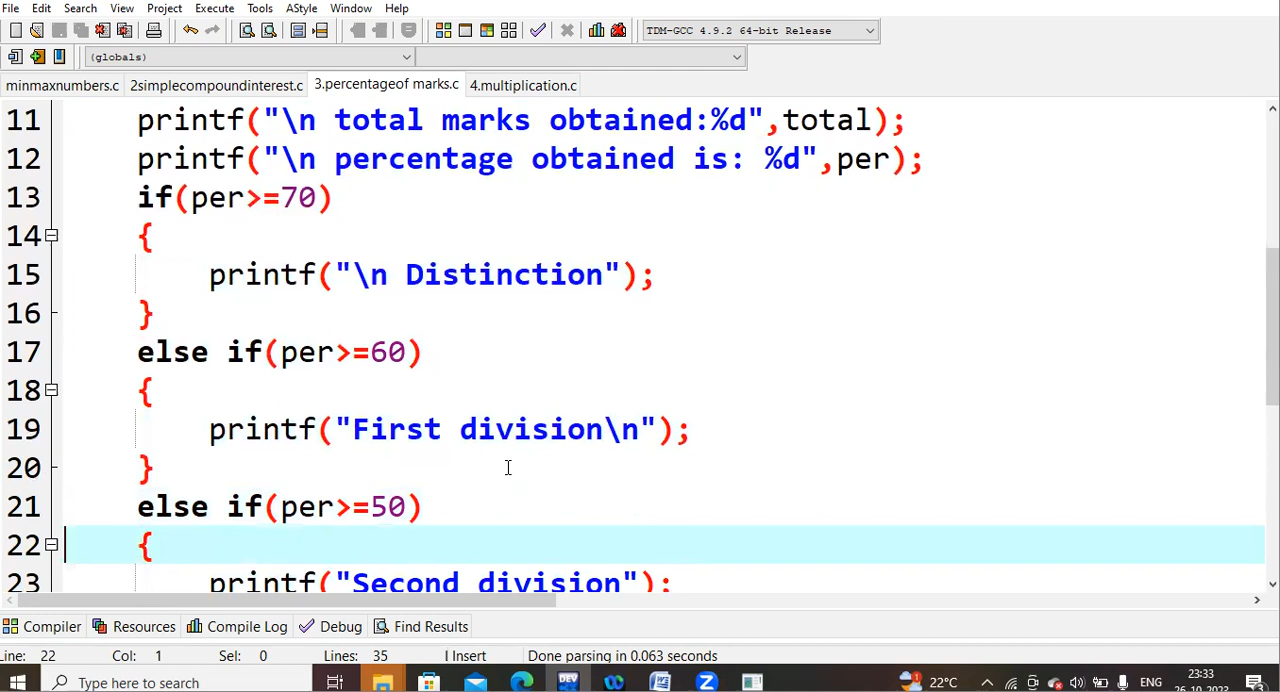 File Edit Search View Project Execute Tools AStyle Window Help
TDM-GCC 4.9.2 64-bit Release
(globals)
minmaxnumbers.c 2simplecompoundinterest.c 3.percentageof marks.c 4.multiplication.c
11 printf("\n total marks obtained:%d",total);
12 printf("\n percentage obtained is: %d",per);
13 if(per>=70)
14 {
15 printf("\n Distinction");
16 }
17 else if(per>=60)
18 {
19 printf("First division\n");
20 }
21 else if(per>=50)
22 {
23 printf("Second division");
Compiler Resources Compile Log Debug Find Results
Line: 22 Col: 1 Sel: 0 Lines: 35 Insert Done parsing in 0.063 seconds
Type here to search DEV W Z 22°C ENG 23:33
26-10-2023